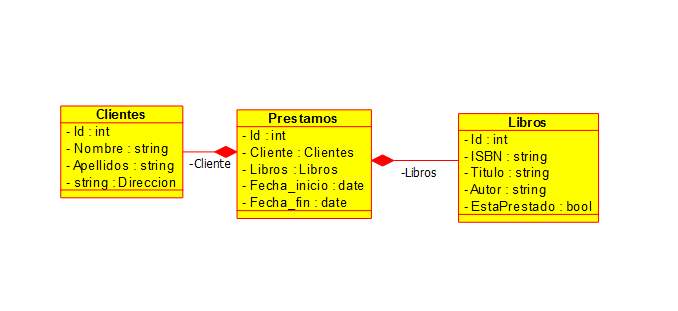 Clientes
- Id : int
- Nombre : string
- Apellidos : string
- string : Direccion
-Cliente
Prestamos
- Id : int
- Cliente : Clientes
- Libros : Libros
- Fecha_inicio : date
- Fecha_fin : date
-Libros
Libros
- Id : int
- ISBN : string
- Titulo : string
- Autor : string
- EstaPrestado : bool